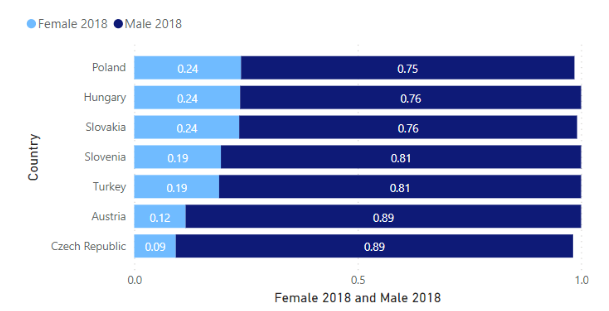 Female 2018 Male 2018
Country
Poland 0.24 0.75
Hungary 0.24 0.76
Slovakia 0.24 0.76
Slovenia 0.19 0.81
Turkey 0.19 0.81
Austria 0.12 0.89
Czech Republic 0.09 0.89
0.0 0.5 1.0
Female 2018 and Male 2018